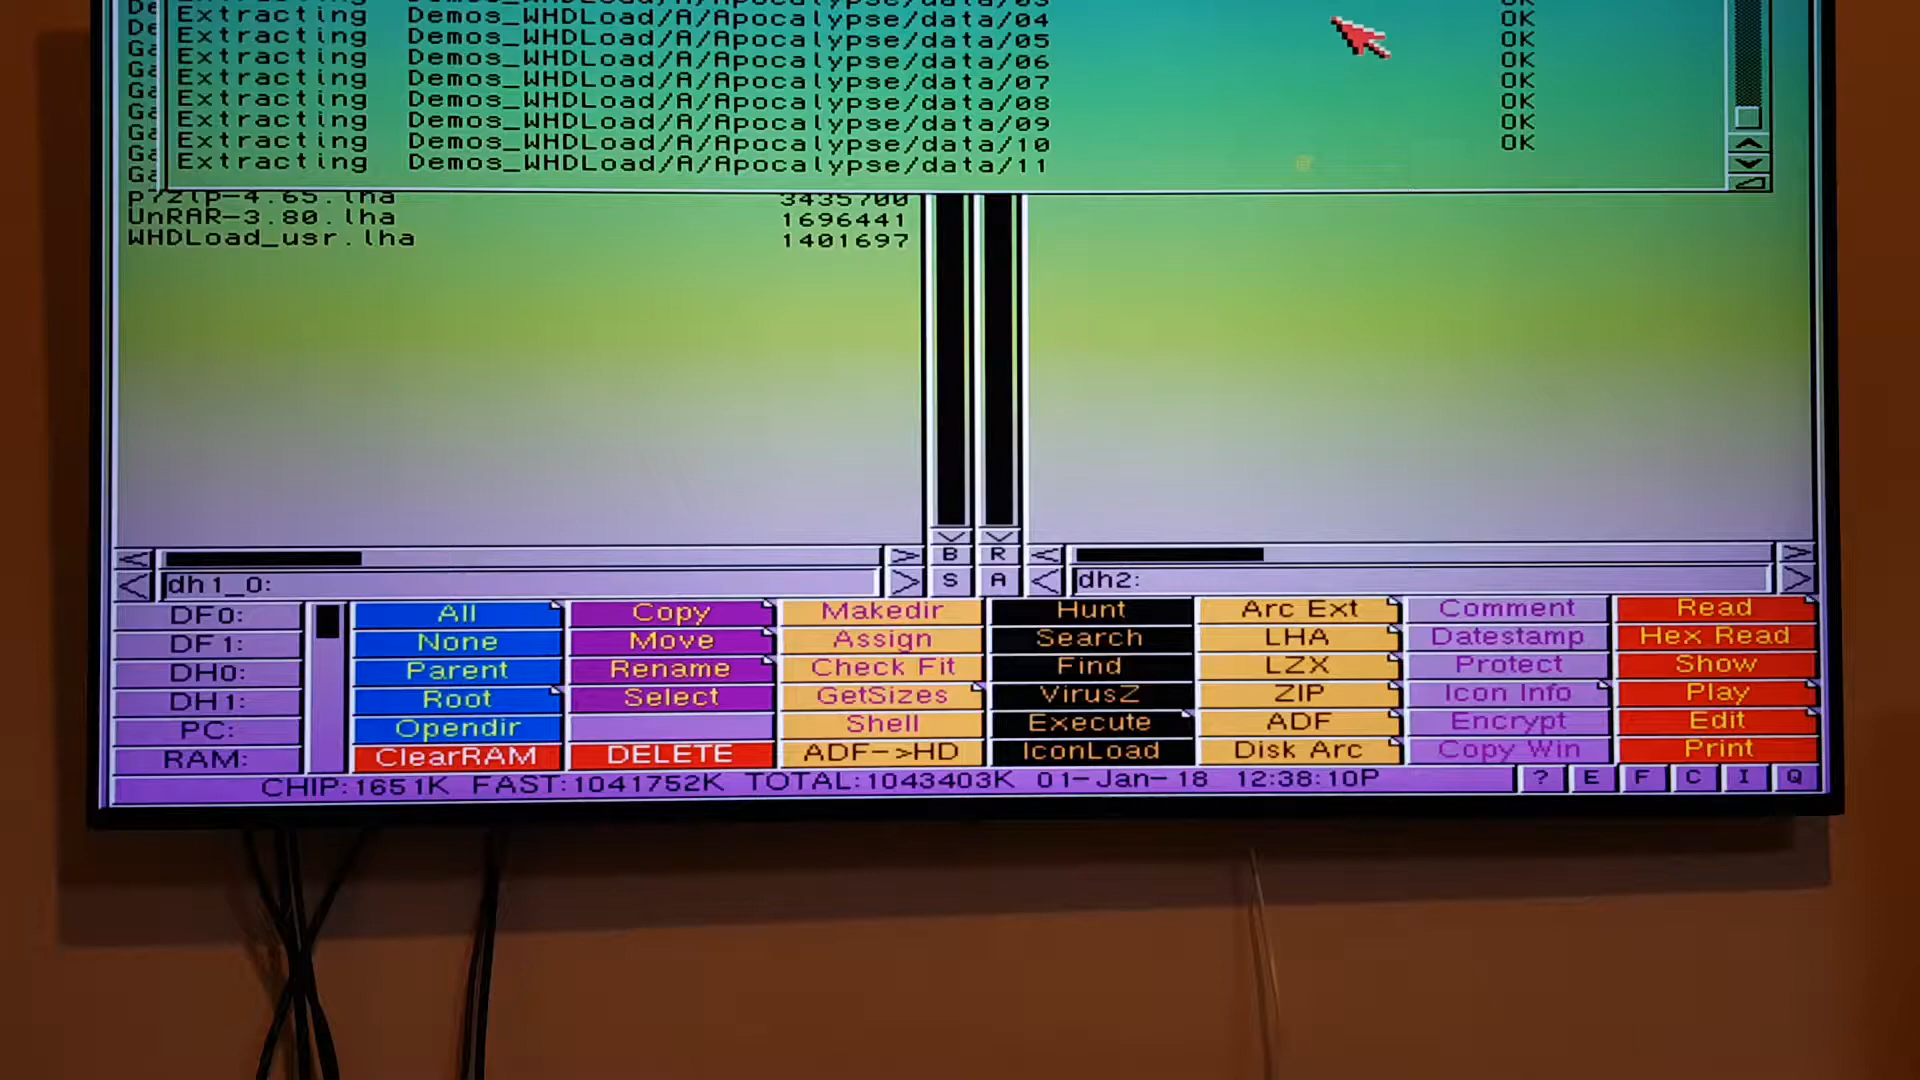 Extracting Demos_WHDLoad/A/Apocalypse/data/04 OK
Extracting Demos_WHDLoad/A/Apocalypse/data/05 OK
Extracting Demos_WHDLoad/A/Apocalypse/data/06 OK
Extracting Demos_WHDLoad/A/Apocalypse/data/07 OK
Extracting Demos_WHDLoad/A/Apocalypse/data/08 OK
Extracting Demos_WHDLoad/A/Apocalypse/data/09 OK
Extracting Demos_WHDLoad/A/Apocalypse/data/10 OK
Extracting Demos_WHDLoad/A/Apocalypse/data/11
p7zip-4.65.lha 3435700
UnRAR-3.80.lha 1696441
WHDLoad_usr.lha 1401697
B R
dh1_0: S A dh2:
DF0: All Copy Makedir Hunt Arc Ext Comment Read
DF1: None Move Assign Search LHA Datestamp Hex Read
DH0: Parent Rename Check Fit Find LZX Protect Show
DH1: Root Select GetSizes VirusZ ZIP Icon Info Play
PC: Opendir Shell Execute ADF Encrypt Edit
RAM: ClearRAM DELETE ADF->HD IconLoad Disk Arc Copy Win Print
CHIP:1651K FAST:1041752K TOTAL:1043403K 01-Jan-18 12:38:10P ? E F C I Q